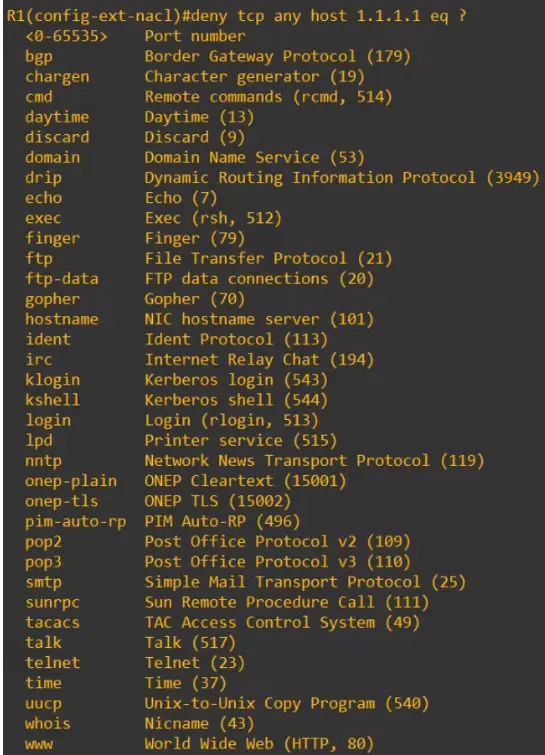 R1(config-ext-nacl)#deny tcp any host 1.1.1.1 eq ?
<0-65535> Port number
bgp Border Gateway Protocol (179)
chargen Character generator (19)
cmd Remote commands (rcmd, 514)
daytime Daytime (13)
discard Discard (9)
domain Domain Name Service (53)
drip Dynamic Routing Information Protocol (3949)
echo Echo (7)
exec Exec (rsh, 512)
finger Finger (79)
ftp File Transfer Protocol (21)
ftp-data FTP data connections (20)
gopher Gopher (70)
hostname NIC hostname server (101)
ident Ident Protocol (113)
irc Internet Relay Chat (194)
klogin Kerberos login (543)
kshell Kerberos shell (544)
login Login (rlogin, 513)
lpd Printer service (515)
nntp Network News Transport Protocol (119)
onep-plain ONEP Cleartext (15001)
onep-tls ONEP TLS (15002)
pim-auto-rp PIM Auto-RP (496)
pop2 Post Office Protocol v2 (109)
pop3 Post Office Protocol v3 (110)
smtp Simple Mail Transport Protocol (25)
sunrpc Sun Remote Procedure Call (111)
tacacs TAC Access Control System (49)
talk Talk (517)
telnet Telnet (23)
time Time (37)
uucp Unix-to-Unix Copy Program (540)
whois Nicname (43)
www World Wide Web (HTTP, 80)